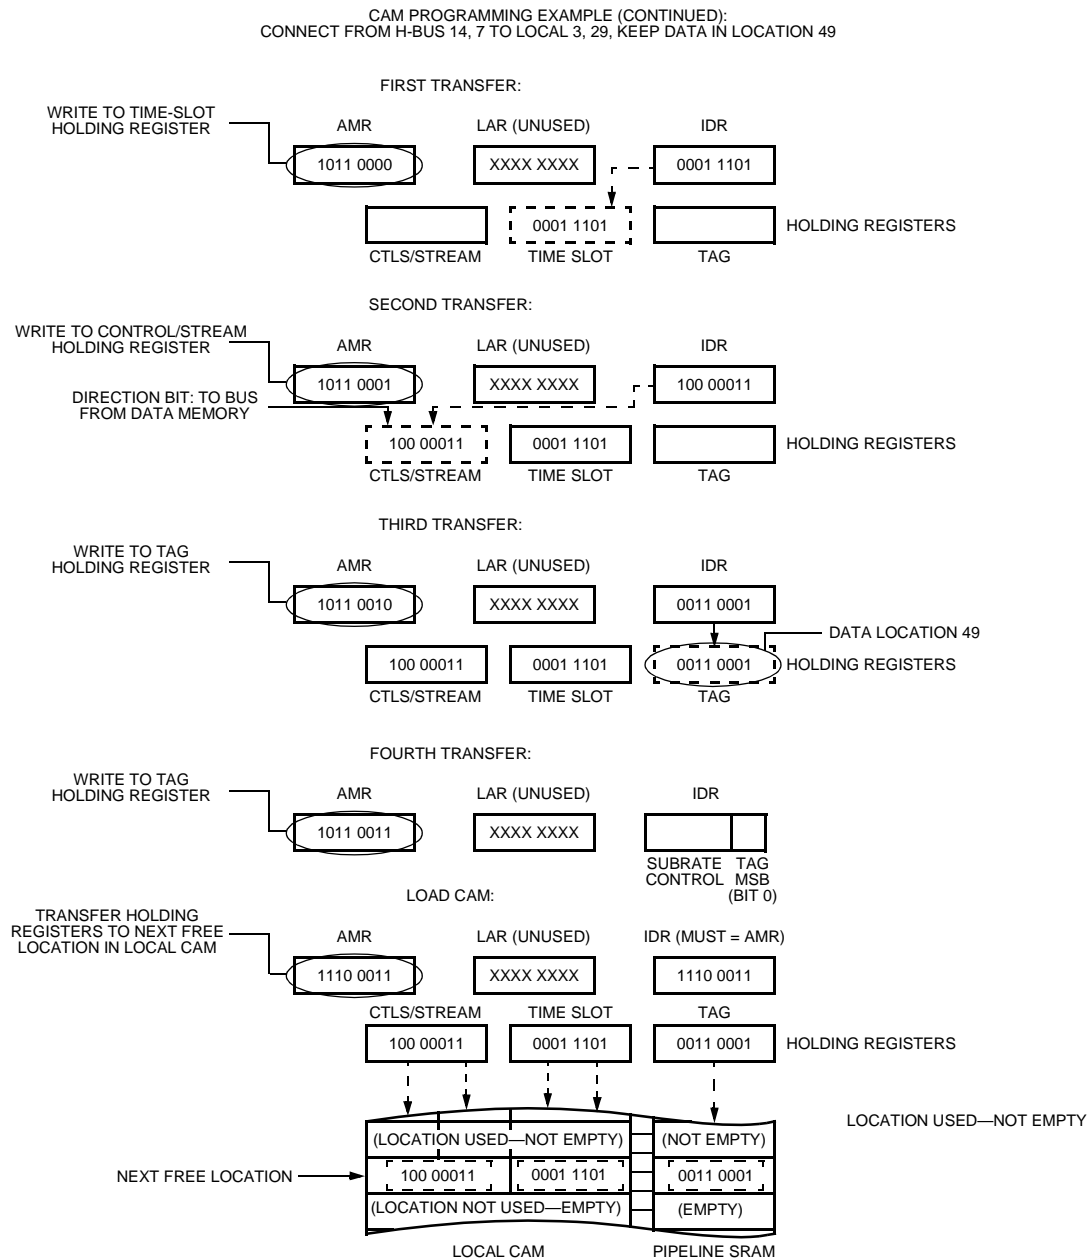 CAM PROGRAMMING EXAMPLE (CONTINUED):
CONNECT FROM H-BUS 14, 7 TO LOCAL 3, 29, KEEP DATA IN LOCATION 49
FIRST TRANSFER:
WRITE TO TIME-SLOT
HOLDING REGISTER
AMR LAR (UNUSED) IDR
1011 0000 XXXX XXXX 0001 1101
0001 1101 HOLDING REGISTERS
CTLS/STREAM TIME SLOT TAG
SECOND TRANSFER:
WRITE TO CONTROL/STREAM
HOLDING REGISTER
AMR LAR (UNUSED) IDR
1011 0001 XXXX XXXX 100 00011
DIRECTION BIT: TO BUS
FROM DATA MEMORY
100 00011 0001 1101 HOLDING REGISTERS
CTLS/STREAM TIME SLOT TAG
THIRD TRANSFER:
WRITE TO TAG
HOLDING REGISTER
AMR LAR (UNUSED) IDR
1011 0010 XXXX XXXX 0011 0001
DATA LOCATION 49
100 00011 0001 1101 0011 0001 HOLDING REGISTERS
CTLS/STREAM TIME SLOT TAG
FOURTH TRANSFER:
WRITE TO TAG
HOLDING REGISTER
AMR LAR (UNUSED) IDR
1011 0011 XXXX XXXX
SUBRATE TAG
CONTROL MSB
(BIT 0)
LOAD CAM:
TRANSFER HOLDING
REGISTERS TO NEXT FREE
LOCATION IN LOCAL CAM
AMR LAR (UNUSED) IDR (MUST = AMR)
1110 0011 XXXX XXXX 1110 0011
CTLS/STREAM TIME SLOT TAG
100 00011 0001 1101 0011 0001 HOLDING REGISTERS
LOCATION USED—NOT EMPTY
(LOCATION USED—NOT EMPTY) (NOT EMPTY)
NEXT FREE LOCATION 100 00011 0001 1101 0011 0001
(LOCATION NOT USED—EMPTY) (EMPTY)
LOCAL CAM PIPELINE SRAM